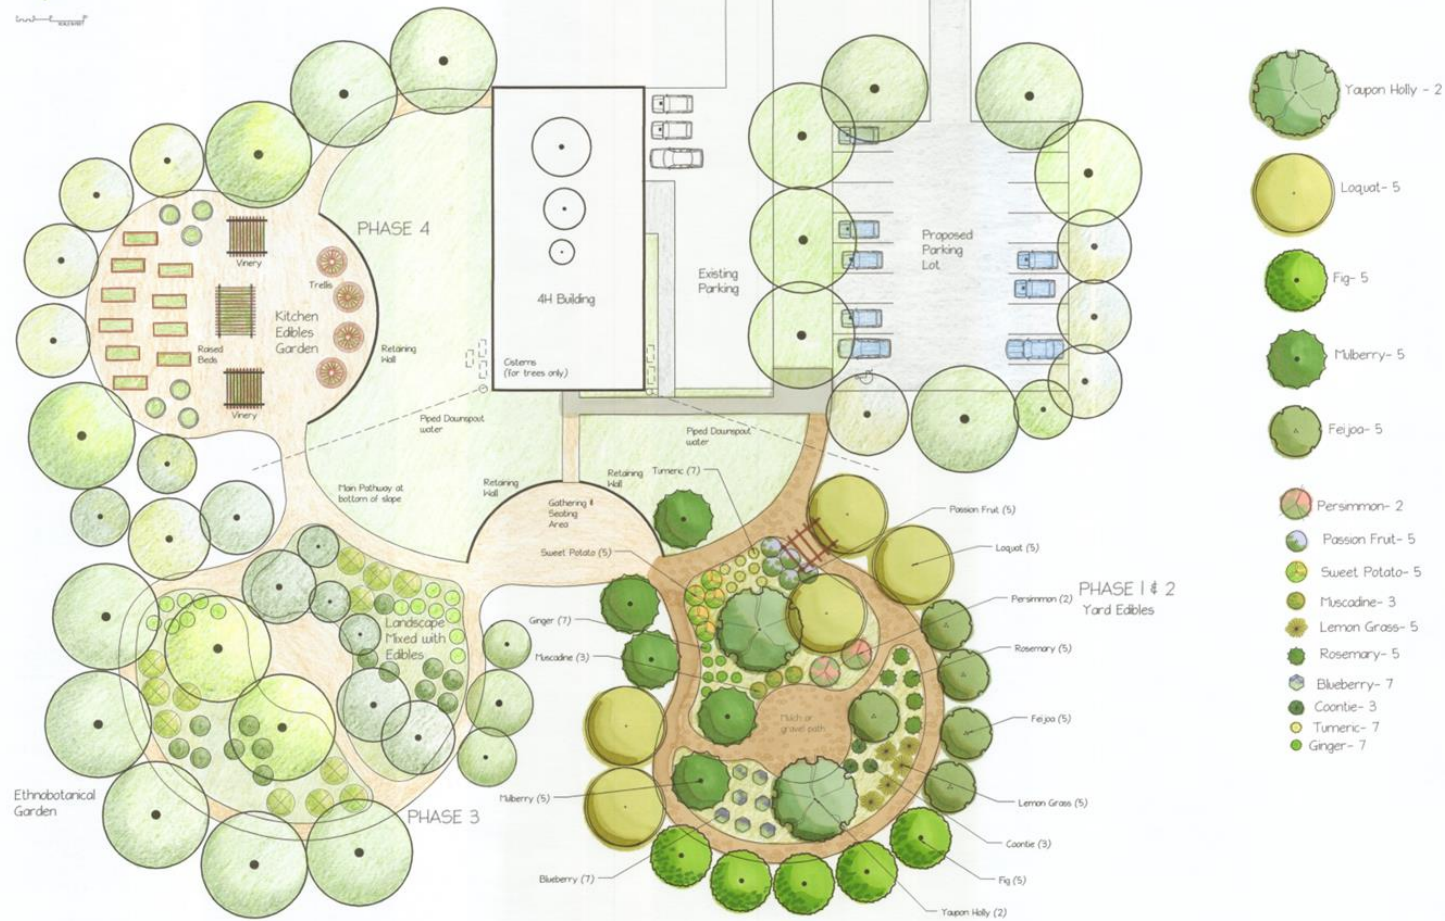 PHASE 4
Vinery
Trellis
Kitchen
Edibles
Garden
Raised
Beds
Vinery
Retaining
Wall
4H Building
Cisterns
(for trees only)
Existing
Parking
Proposed
Parking
Lot
Piped Downspout
water
Piped Downspout
water
Main Pathway at
bottom of slope
Retaining
Wall
Gathering &
Seating
Area
Retaining
Wall
Tumeric (7)
Sweet Potato (5)
Passion Fruit (5)
Loquat (5)
Persimmon (2)
PHASE 1 & 2
Yard Edibles
Ginger (7)
Muscadine (3)
Rosemary (5)
Landscape
Mixed with
Edibles
Mulch or
gravel path
Feijoa (5)
Mulberry (5)
Lemon Grass (5)
Coontie (3)
Blueberry (7)
Fig (5)
Yaupon Holly (2)
Ethnobotanical
Garden
PHASE 3
Yaupon Holly - 2
Loquat- 5
Fig- 5
Mulberry- 5
Feijoa- 5
Persimmon- 2
Passion Fruit- 5
Sweet Potato- 5
Muscadine- 3
Lemon Grass- 5
Rosemary- 5
Blueberry- 7
Coontie- 3
Tumeric- 7
Ginger- 7